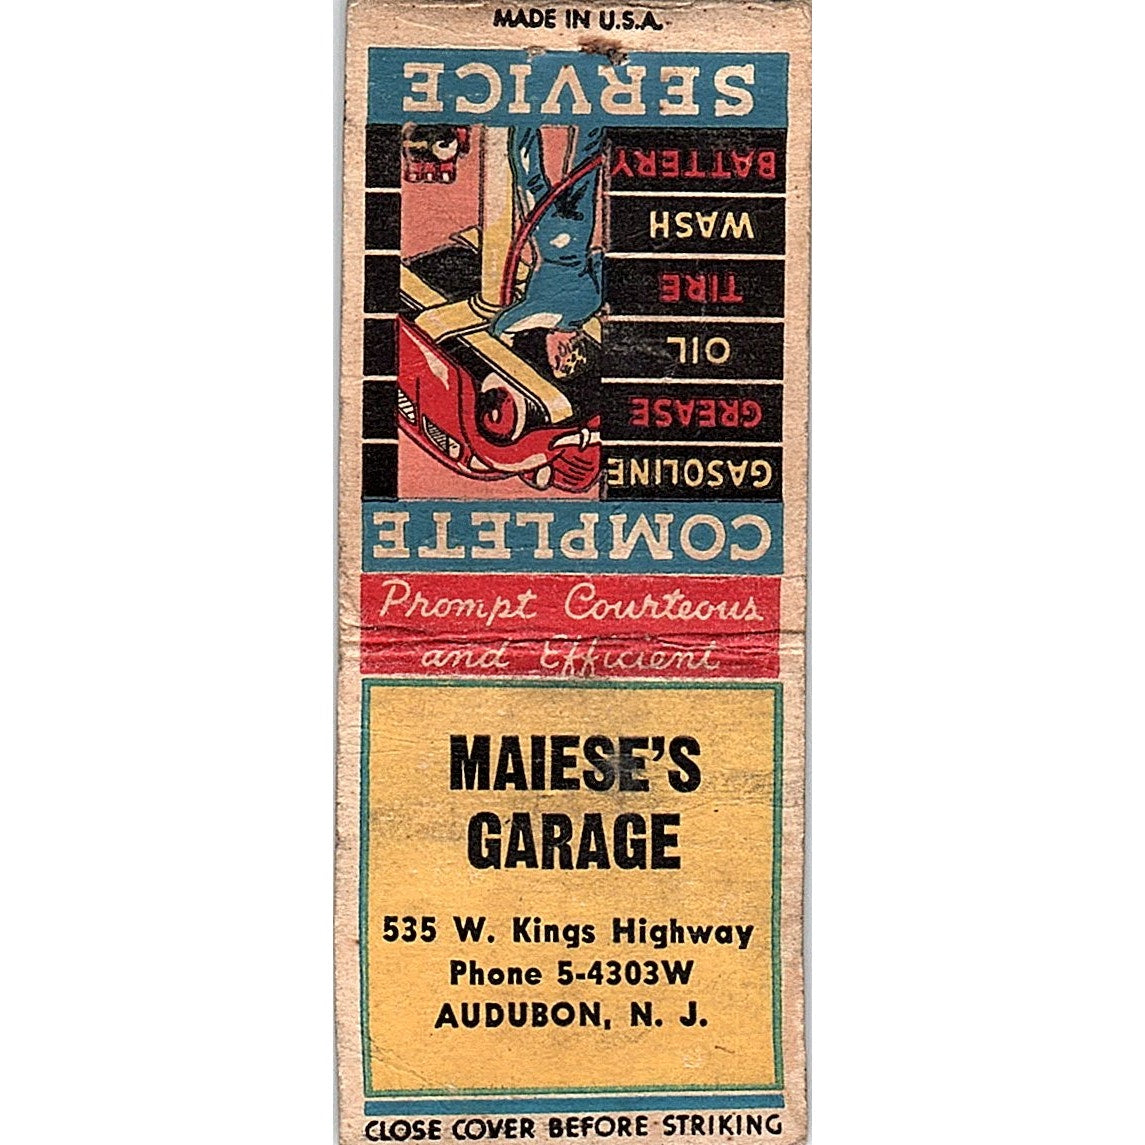 MADE IN U.S.A.
COMPLETE
GASOLINE
GREASE
OIL
TIRE
WASH
BATTERY
SERVICE
Prompt Courteous
and Efficient
MAIESE'S
GARAGE
535 W. Kings Highway
Phone 5-4303W
AUDUBON, N. J.
CLOSE COVER BEFORE STRIKING